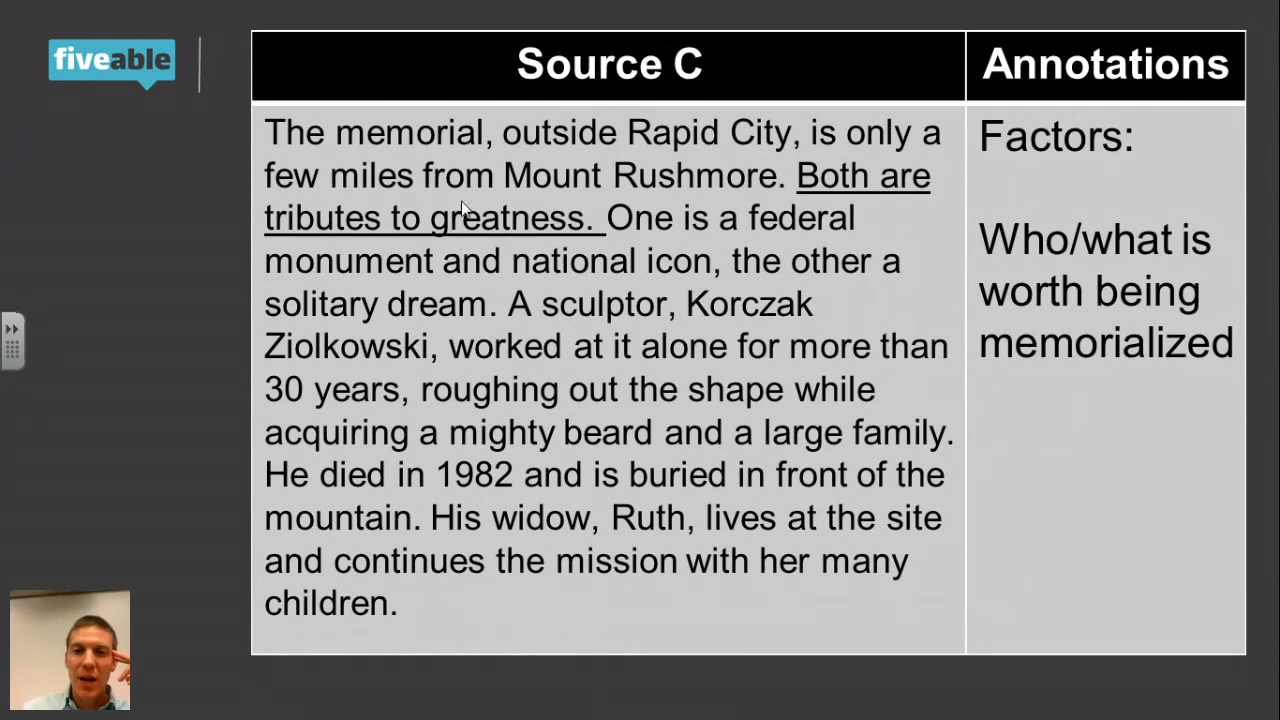 fiveable
Source C
Annotations
The memorial, outside Rapid City, is only a
few miles from Mount Rushmore. Both are
tributes to greatness. One is a federal
monument and national icon, the other a
solitary dream. A sculptor, Korczak
Ziolkowski, worked at it alone for more than
30 years, roughing out the shape while
acquiring a mighty beard and a large family.
He died in 1982 and is buried in front of the
mountain. His widow, Ruth, lives at the site
and continues the mission with her many
children.
Factors:
Who/what is
worth being
memorialized